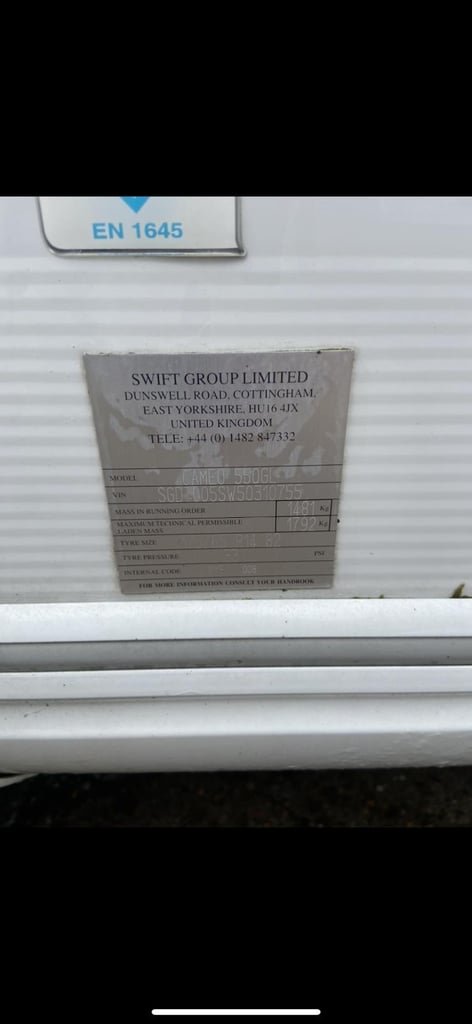 EN 1645
SWIFT GROUP LIMITED
DUNSWELL ROAD, COTTINGHAM,
EAST YORKSHIRE, HU16 4JX
UNITED KINGDOM
TELE: +44 (0) 1482 847332
MODEL CAMEO 550GL
VIN
MASS IN RUNNING ORDER 1481 Kg
MAXIMUM TECHNICAL PERMISSIBLE
LADEN MASS 1792 Kg
TYRE SIZE R14
TYRE PRESSURE PSI
INTERNAL CODE
FOR MORE INFORMATION CONSULT YOUR HANDBOOK